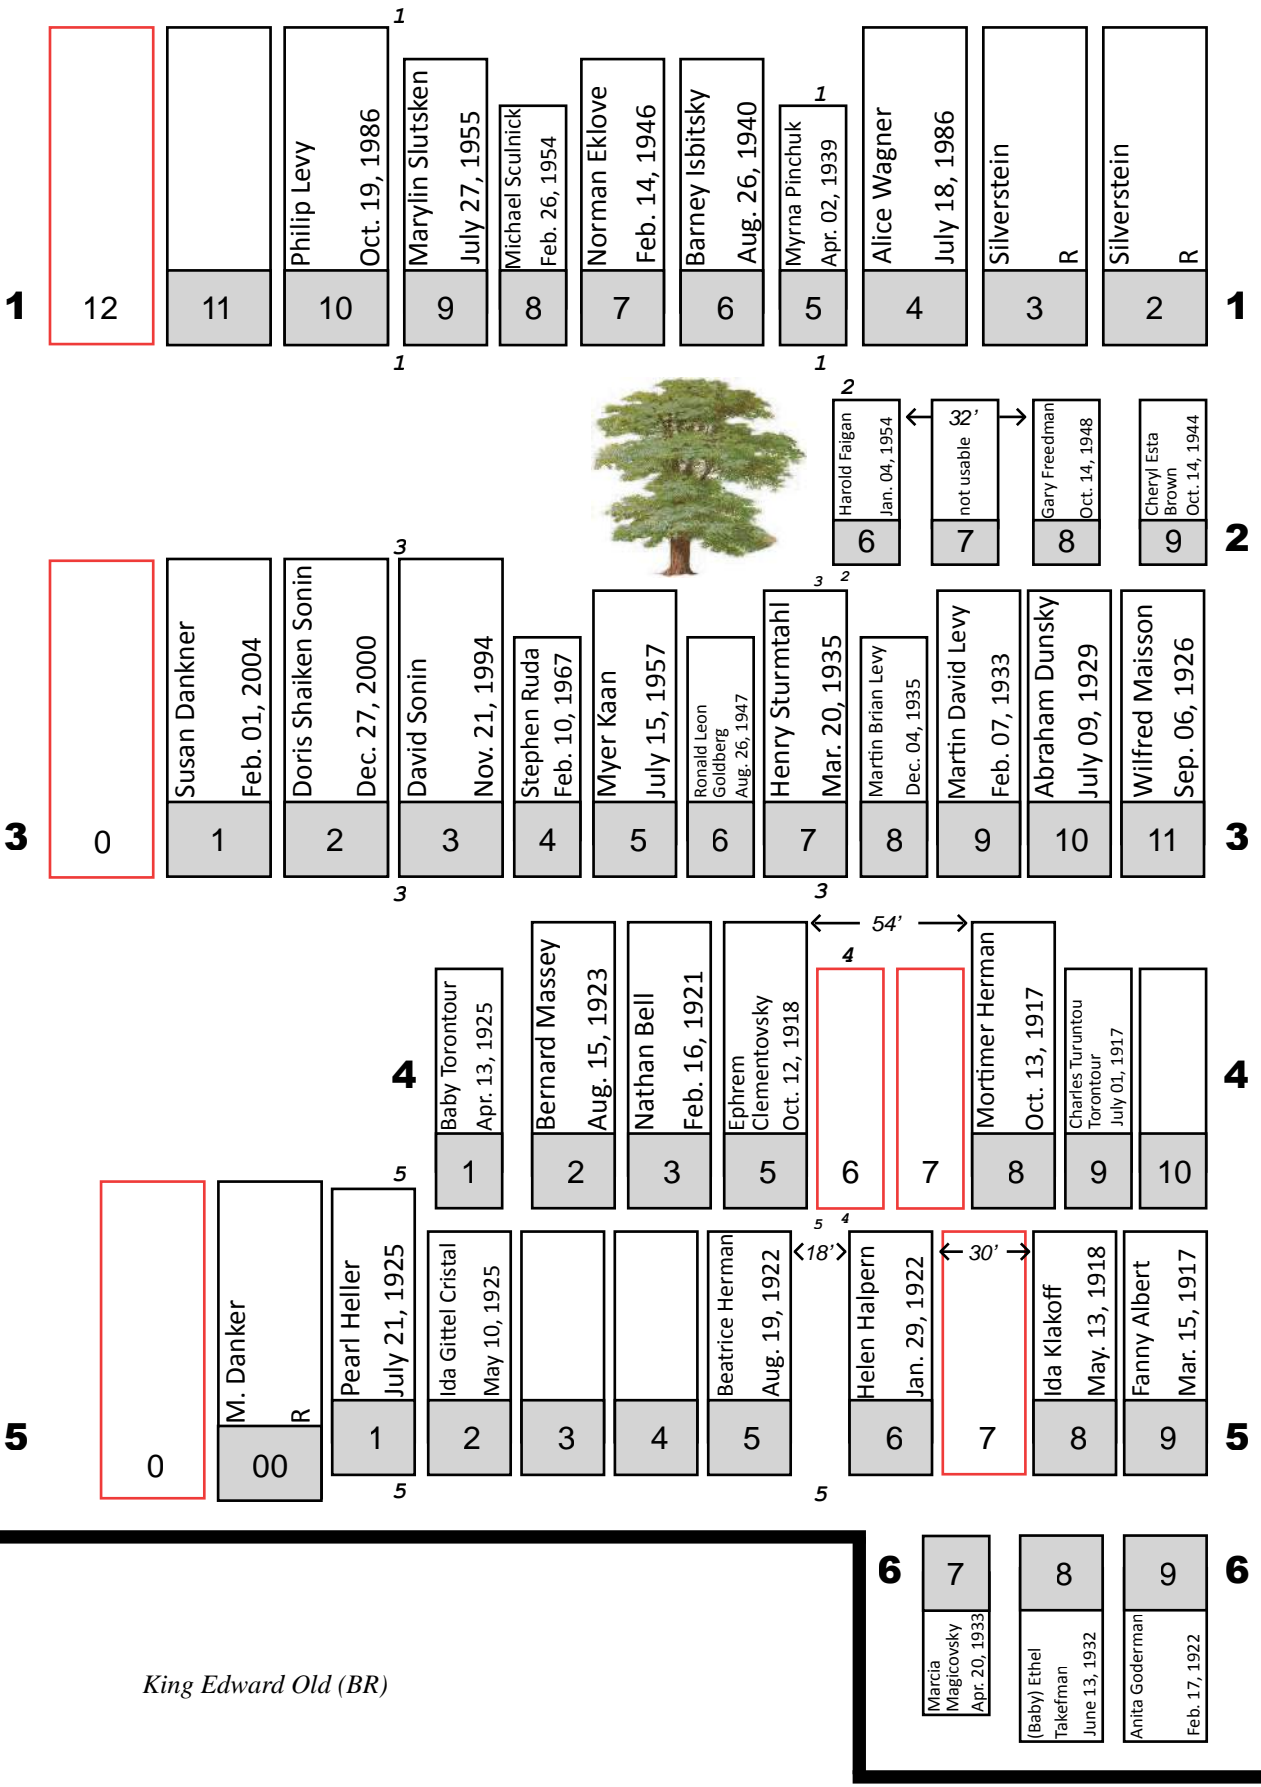 1
Philip Levy
Oct. 19, 1986
Marylin Slutsken
July 27, 1955
Michael Sculnick
Feb. 26, 1954
Norman Eklove
Feb. 14, 1946
Barney Isbitsky
Aug. 26, 1940
1
Myrna Pinchuk
Apr. 02, 1939
Alice Wagner
July 18, 1986
Silverstein
R
Silverstein
R
1 12 11 10 9 8 7 6 5 4 3 2 1
1 1
2
Harold Faigan
Jan. 04, 1954
32'
not usable
Gary Freedman
Oct. 14, 1948
Cheryl Esta
Brown
Oct. 14, 1944
6 7 8 9 2
3
3 2
Susan Dankner
Feb. 01, 2004
Doris Shaiken Sonin
Dec. 27, 2000
David Sonin
Nov. 21, 1994
Stephen Ruda
Feb. 10, 1967
Myer Kaan
July 15, 1957
Ronald Leon
Goldberg
Aug. 26, 1947
Henry Sturmtahl
Mar. 20, 1935
Martin Brian Levy
Dec. 04, 1935
Martin David Levy
Feb. 07, 1933
Abraham Dunsky
July 09, 1929
Wilfred Maisson
Sep. 06, 1926
3 0 1 2 3 4 5 6 7 8 9 10 11 3
3 3
54'
4
Baby Torontour
Apr. 13, 1925
Bernard Massey
Aug. 15, 1923
Nathan Bell
Feb. 16, 1921
Ephrem
Clementovsky
Oct. 12, 1918
Mortimer Herman
Oct. 13, 1917
Charles Turuntou
Torontour
July 01, 1917
4 4
1 2 3 5 6 7 8 9 10
5
5 4
M. Danker
R
Pearl Heller
July 21, 1925
Ida Gittel Cristal
May 10, 1925
Beatrice Herman
Aug. 19, 1922
18'
Helen Halpern
Jan. 29, 1922
30'
Ida Klakoff
May. 13, 1918
Fanny Albert
Mar. 15, 1917
5 0 00 1 2 3 4 5 6 7 8 9 5
5 5
6 7 8 9 6
Marcia
Magicovsky
Apr. 20, 1933
(Baby) Ethel
Takefman
June 13, 1932
Anita Goderman
Feb. 17, 1922
King Edward Old (BR)